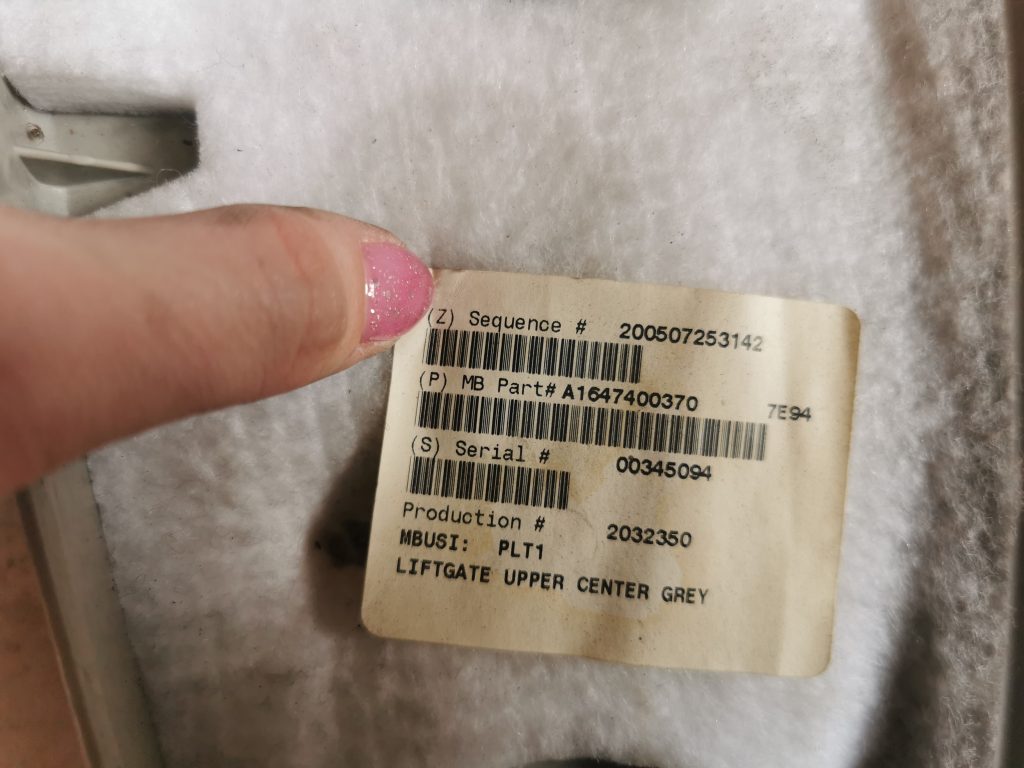 (Z) Sequence # 200507253142
(P) MB Part# A1647400370 7E94
(S) Serial # 00345094
Production # 2032350
MBUSI: PLT1
LIFTGATE UPPER CENTER GREY